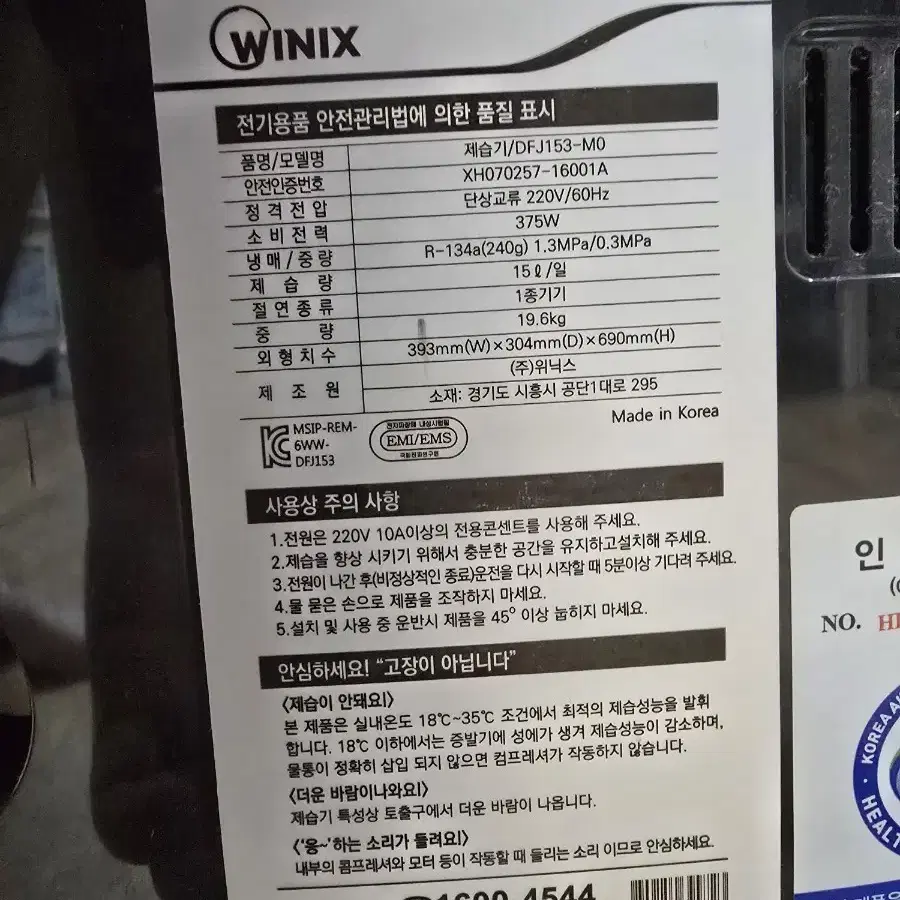 WINIX
전기용품 안전관리법에 의한 품질 표시
품명/모델명 제습기/DFJ153-M0
안전인증번호 XH070257-16001A
정격전압 단상교류 220V/60Hz
소비전력 375W
냉매/중량 R-134a(240g) 1.3MPa/0.3MPa
제습량 15ℓ/일
절연종류 1종기기
중량 19.6kg
외형치수 393mm(W)×304mm(D)×690mm(H)
제조원 (주)위닉스
소재: 경기도 시흥시 공단1대로 295
Made in Korea
MSIP-REM-
6WW-
DFJ153
EMI/EMS
사용상 주의 사항
1.전원은 220V 10A이상의 전용콘센트를 사용해 주세요.
2.제습을 향상 시키기 위해서 충분한 공간을 유지하고설치해 주세요.
3.전원이 나간 후(비정상적인 종료)운전을 다시 시작할 때 5분이상 기다려 주세요.
4.물 묻은 손으로 제품을 조작하지 마세요.
5.설치 및 사용 중 운반시 제품을 45° 이상 눕히지 마세요.
안심하세요! “고장이 아닙니다”
〈제습이 안돼요!〉
본 제품은 실내온도 18℃~35℃ 조건에서 최적의 제습성능을 발휘
합니다. 18℃ 이하에서는 증발기에 성에가 생겨 제습성능이 감소하며,
물통이 정확히 삽입 되지 않으면 컴프레셔가 작동하지 않습니다.
〈더운 바람이나와요!〉
제습기 특성상 토출구에서 더운 바람이 나옵니다.
〈‘웅~’하는 소리가 들려요!〉
내부의 콤프레셔와 모터 등이 작동할 때 들리는 소리 이므로 안심하세요.
4544
인
NO.
KOREA
HEALT